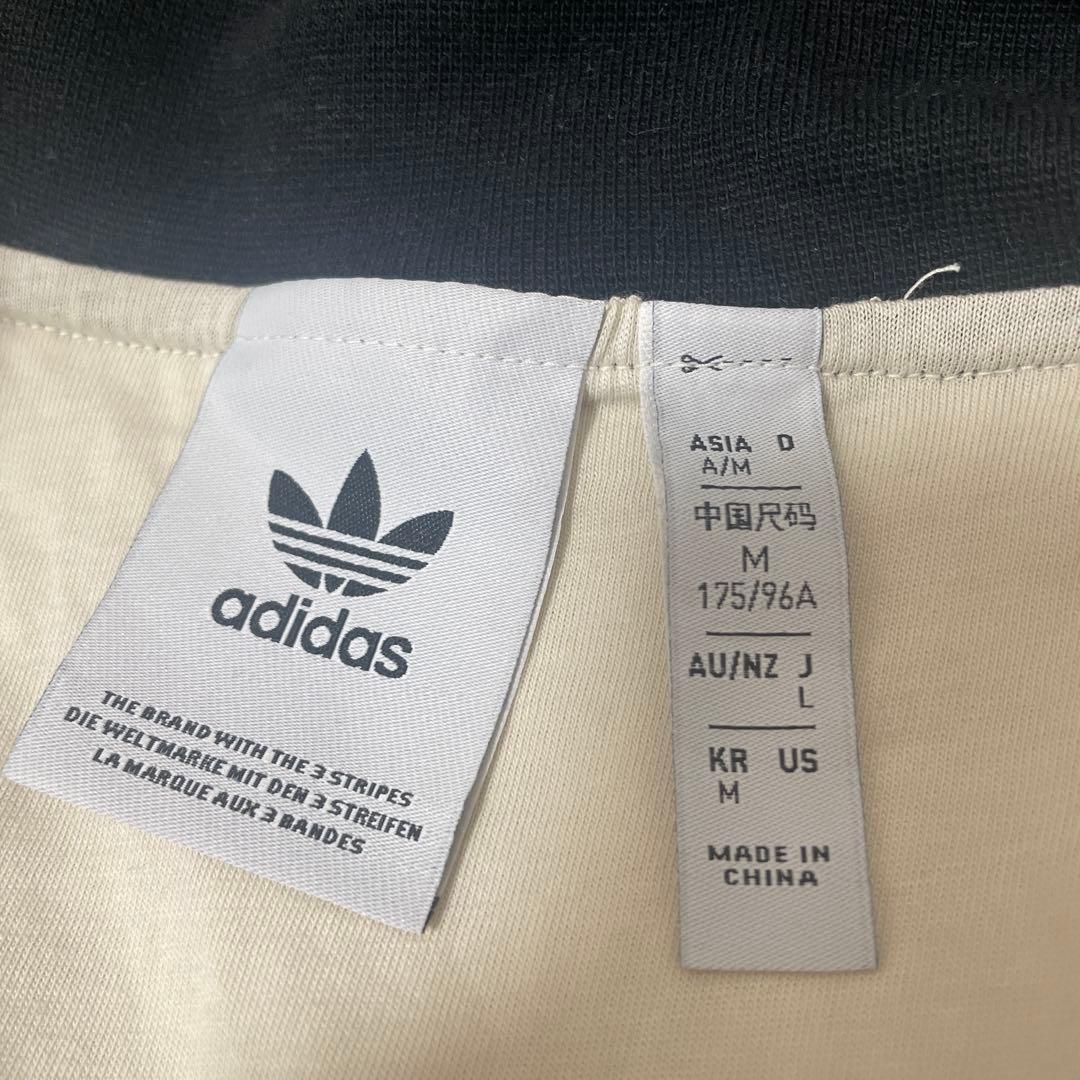 adidas
THE BRAND WITH THE 3 STRIPES
DIE WELTMARKE MIT DEN 3 STREIFEN
LA MARQUE AUX 3 BANDES
ASIA D
A/M
中国尺码
M
175/96A
AU/NZ J
L
KR US
M
MADE IN
CHINA